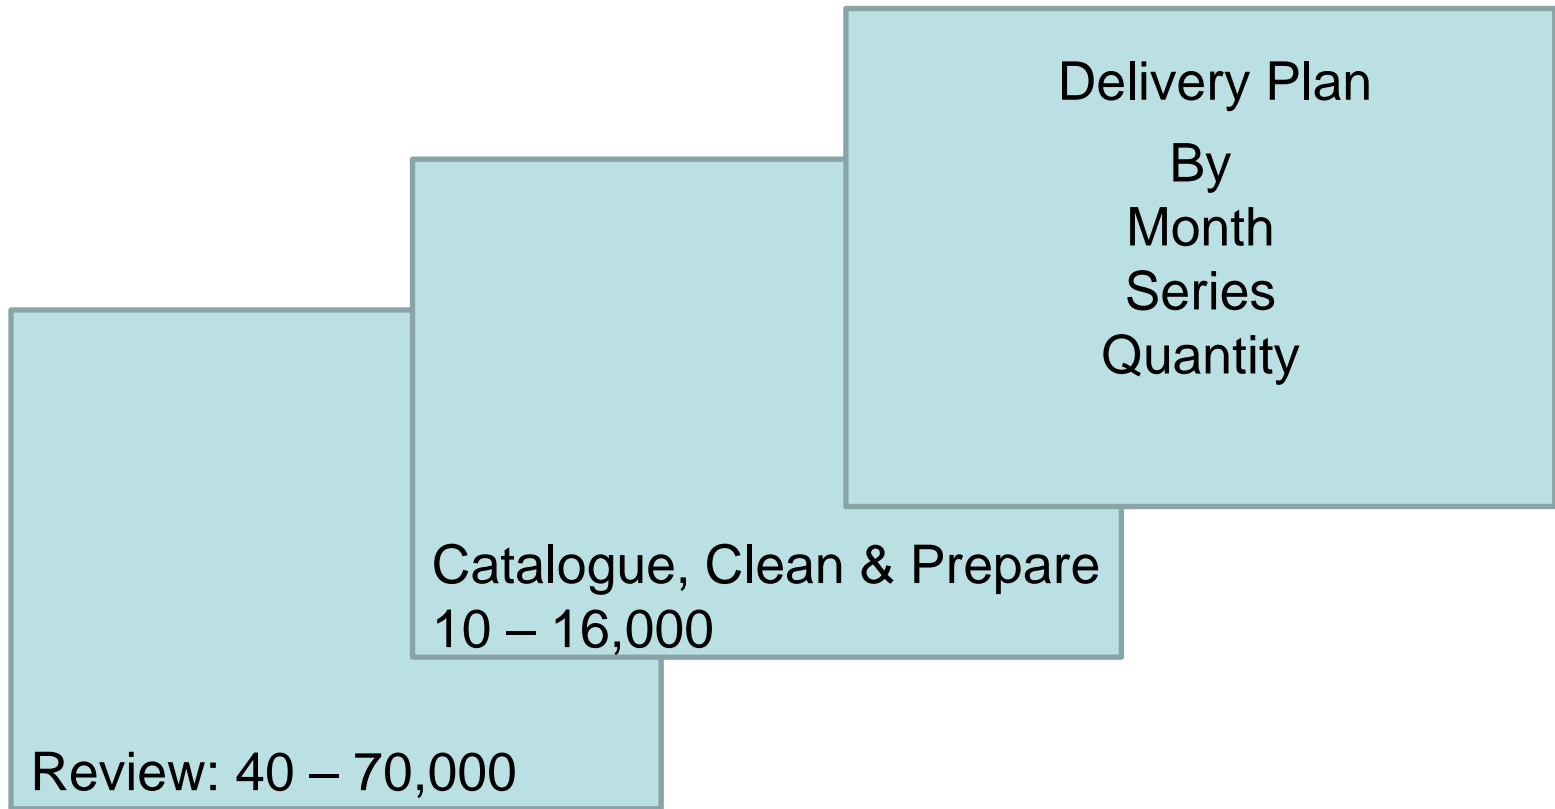 Delivery Plan
By
Month
Series
Quantity
Catalogue, Clean & Prepare
10 – 16,000
Review: 40 – 70,000